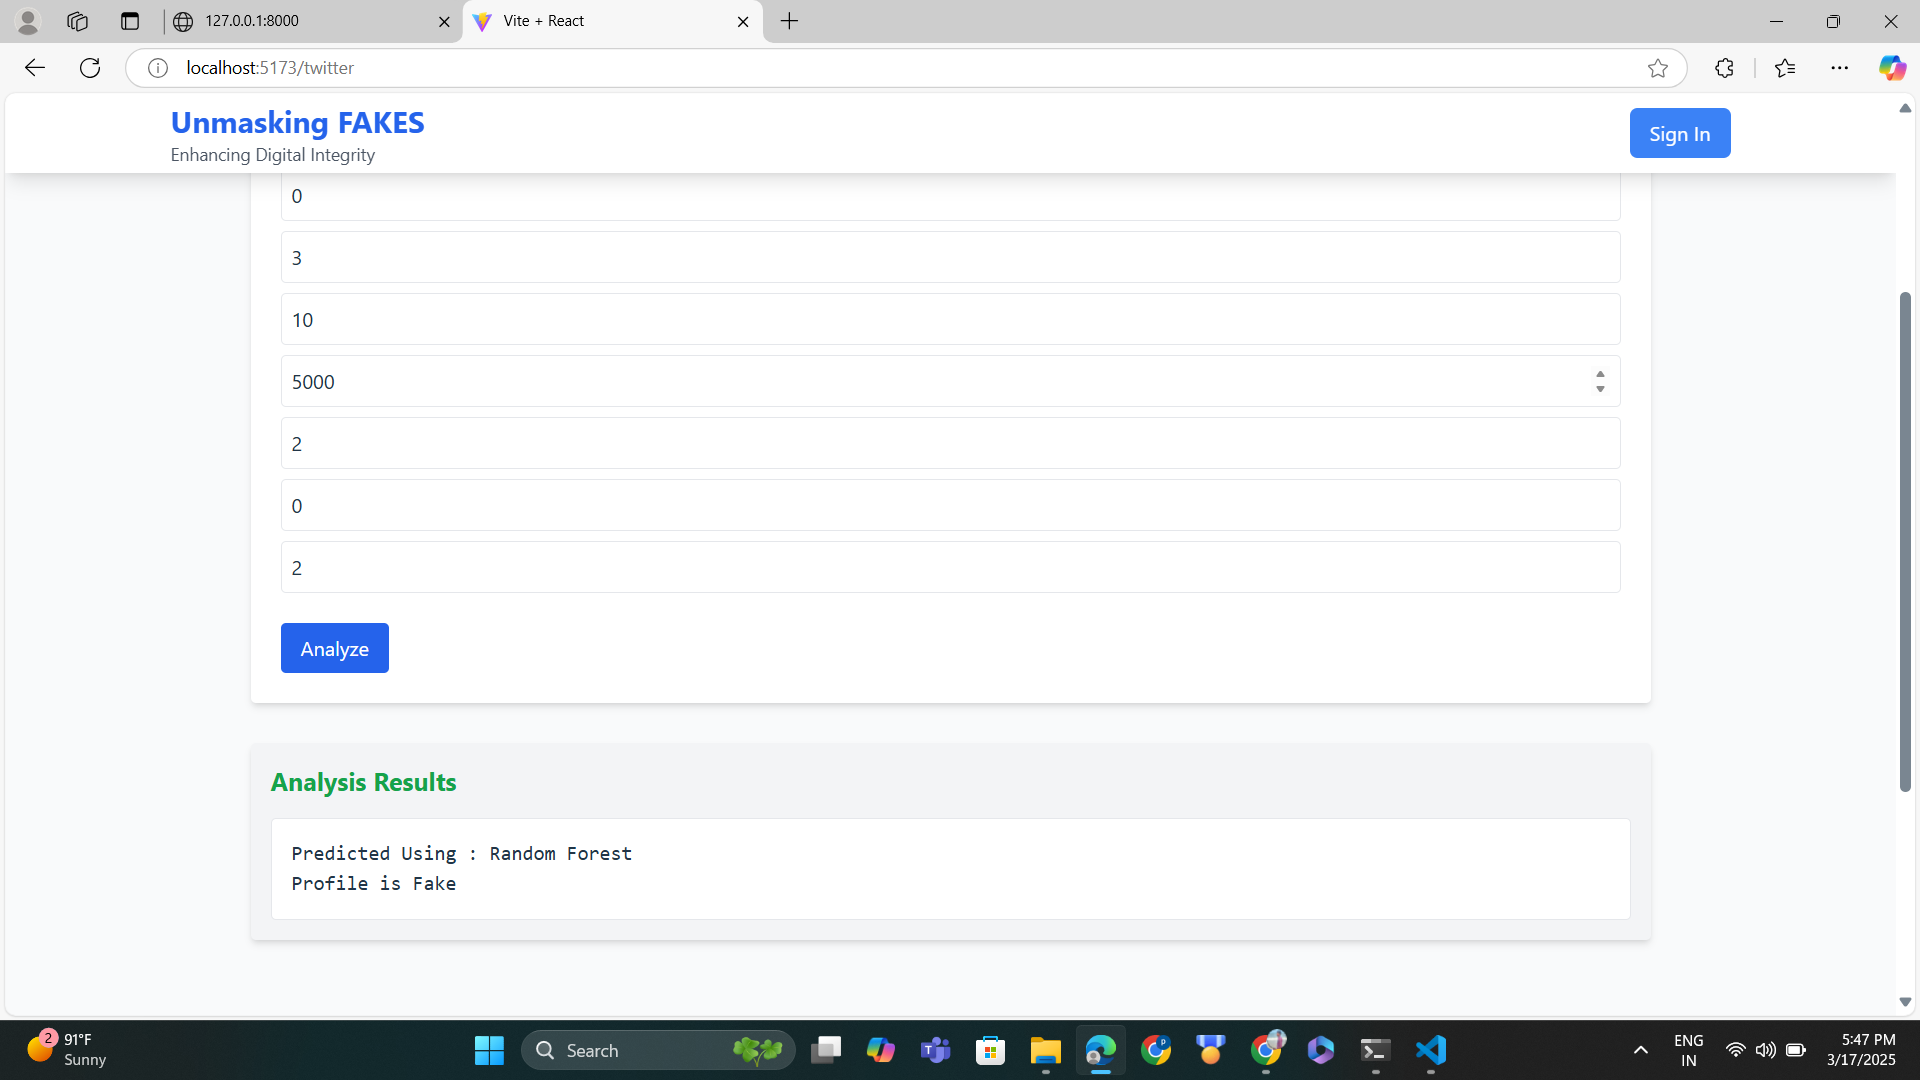 127.0.0.1:8000
Vite + React
localhost:5173/twitter
Unmasking FAKES
Enhancing Digital Integrity
Sign In
0
3
10
5000
2
0
2
Analyze
Analysis Results
Predicted Using : Random Forest
Profile is Fake
2
91°F
Sunny
Search
ENG
IN
5:47 PM
3/17/2025